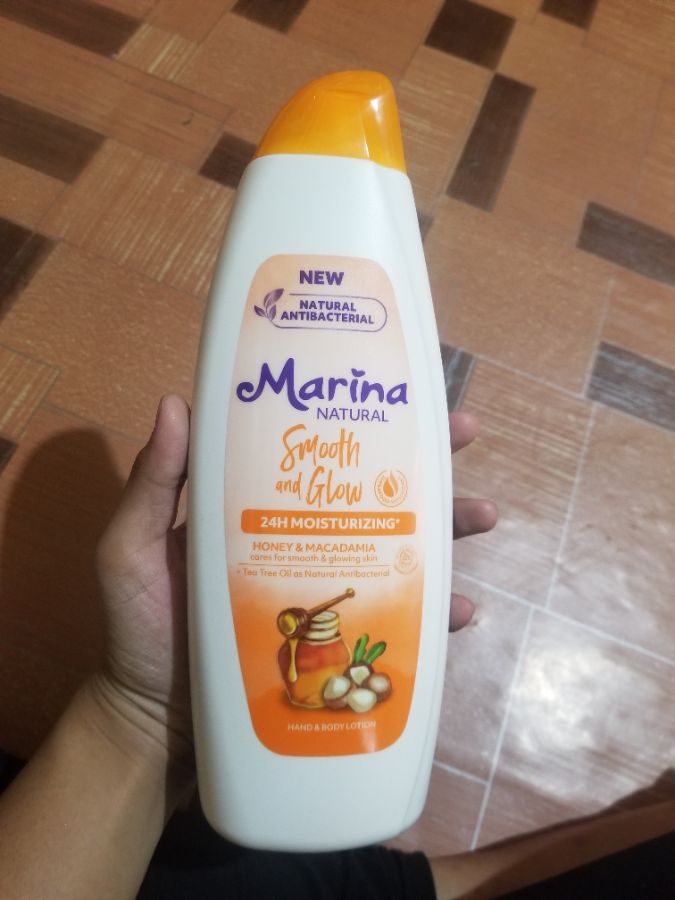 NEW
NATURAL
ANTIBACTERIAL
Marina
NATURAL
Smooth
and Glow
24H MOISTURIZING*
HONEY & MACADAMIA
cares for smooth & glowing skin
+ Tea Tree Oil as Natural Antibacterial
HAND & BODY LOTION